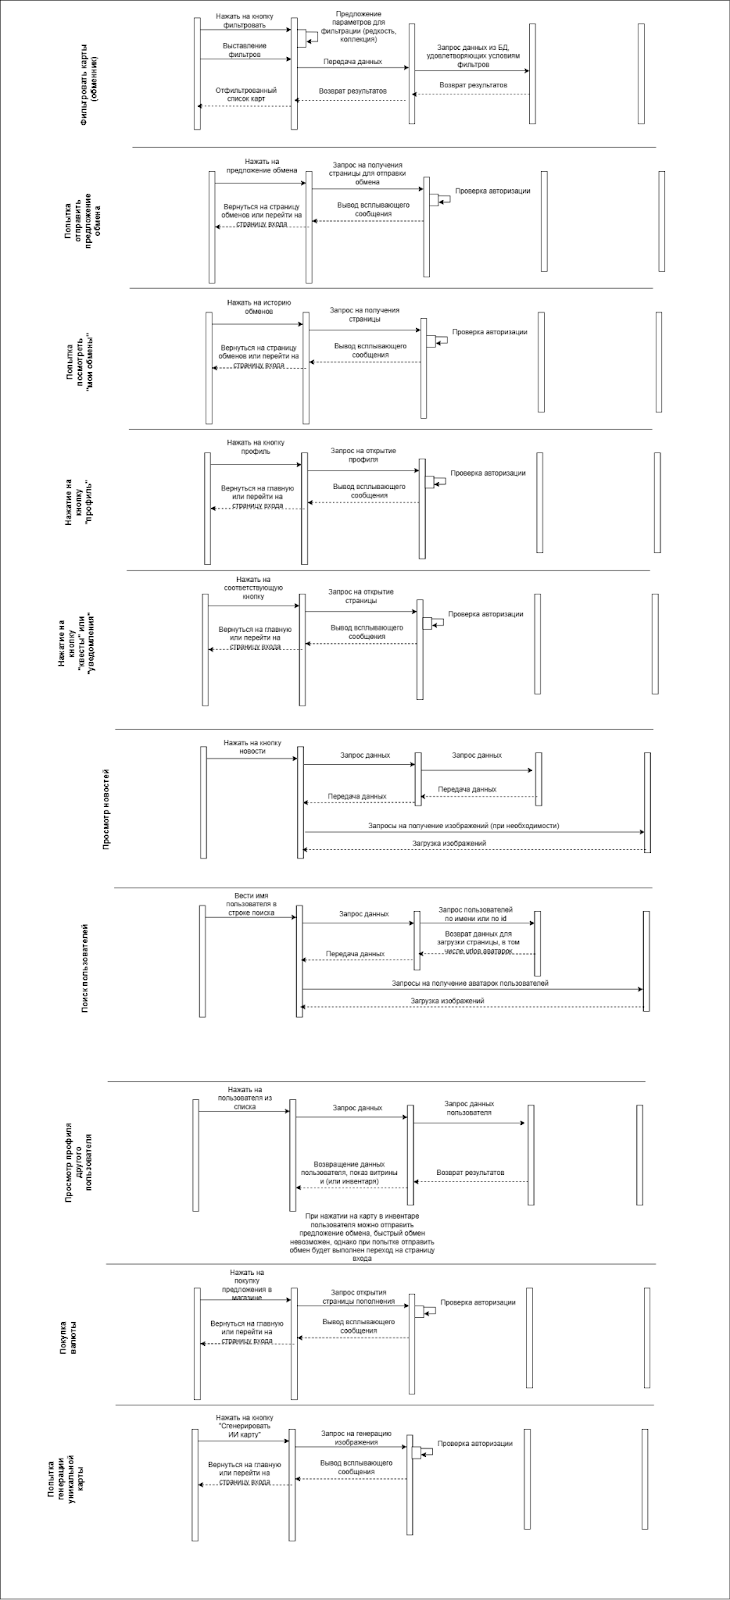 Фильтровать карты
(обменник)
Нажать на кнопку
фильтровать
Предложение
параметров для
фильтрации (редкость,
коллекция)
Выставление
фильтров
Передача данных
Запрос данных из БД,
удовлетворяющих условиям
фильтров
Отфильтрованный
список карт
Возврат результатов
Возврат результатов
Попытка
отправить
предложение
обмена
Нажать на
предложение обмена
Запрос на получения
страницы для отправки
обмена
Проверка авторизации
Вернуться на страницу
обменов или перейти на
страницу входа
Вывод всплывающего
сообщения
Попытка
посмотреть
"мои обмены"
Нажать на историю
обменов
Запрос на получения
страницы
Проверка авторизации
Вернуться на страницу
обменов или перейти на
страницу входа
Вывод всплывающего
сообщения
Нажатие на
кнопку
"профиль"
Нажать на кнопку
профиль
Запрос на открытие
профиля
Проверка авторизации
Вернуться на главную
или перейти на
страницу входа
Вывод всплывающего
сообщения
Нажатие на
кнопку
"квесты" или
"уведомления"
Нажать на
соответствующую
кнопку
Запрос на открытие
страницы
Проверка авторизации
Вернуться на главную
или перейти на
страницу входа
Вывод всплывающего
сообщения
Просмотр новостей
Нажать на кнопку
новости
Запрос данных
Запрос данных
Передача данных
Передача данных
Запросы на получение изображений (при необходимости)
Загрузка изображений
Поиск пользователей
Вести имя
пользователя в
строке поиска
Запрос данных
Запрос пользователей
по имени или по id
Возврат данных для
загрузки страницы, в том
числе urlов аватарок
Передача данных
Запросы на получение аватарок пользователей
Загрузка изображений
Просмотр профиля
другого
пользователя
Нажать на
пользователя из
списка
Запрос данных
Запрос данных
пользователя
Возвращение данных
пользователя, показ витрины
и (или инвентаря)
Возврат результатов
При нажатии на карту в инвентаре
пользователя можно отправить
предложение обмена, быстрый обмен
невозможен, однако при попытке отправить
обмен будет выполнен переход на страницу
входа
Покупка
валюты
Нажать на
покупку
предложения в
магазине
Запрос открытия
страницы пополнения
Проверка авторизации
Вернуться на главную
или перейти на
страницу входа
Вывод всплывающего
сообщения
Попытка
генерации
уникальной
карты
Нажать на кнопку
"Сгенерировать
ИИ карту"
Запрос на генерацию
изображения
Проверка авторизации
Вернуться на главную
или перейти на
страницу входа
Вывод всплывающего
сообщения